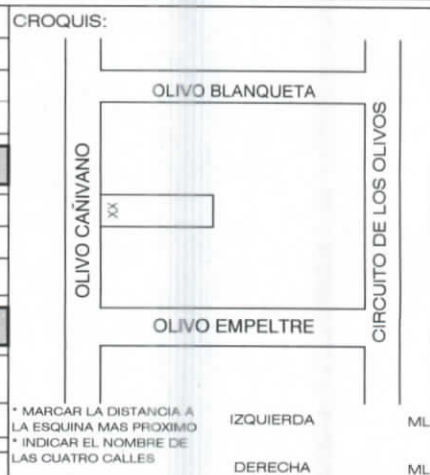 CROQUIS:
OLIVO BLANQUETA
OLIVO CAÑIVANO
XX
CIRCUITO DE LOS OLIVOS
OLIVO EMPELTRE
* MARCAR LA DISTANCIA A
LA ESQUINA MAS PROXIMO
* INDICAR EL NOMBRE DE
LAS CUATRO CALLES
IZQUIERDA ML
DERECHA ML